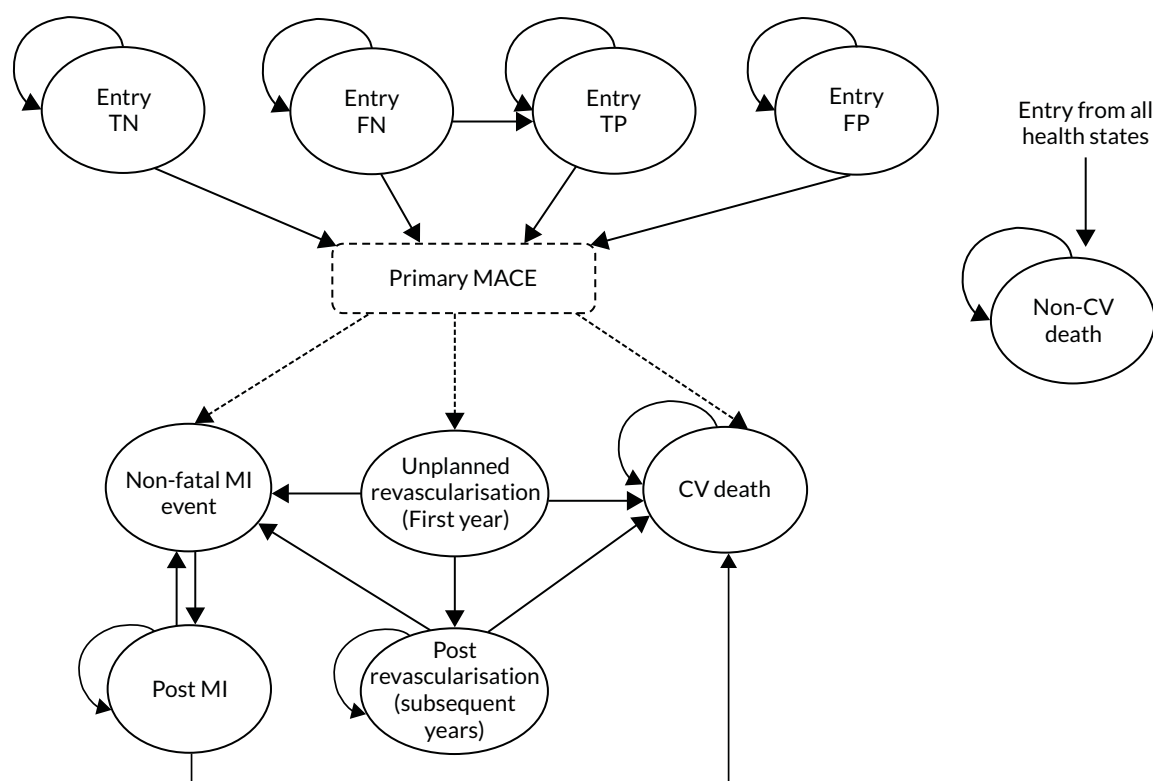 Entry
TN
Entry
FN
Entry
TP
Entry
FP
Entry from all
health states
Primary MACE
Non-CV
death
Non-fatal MI
event
Unplanned
revascularisation
(First year)
CV death
Post MI
Post
revascularisation
(subsequent
years)